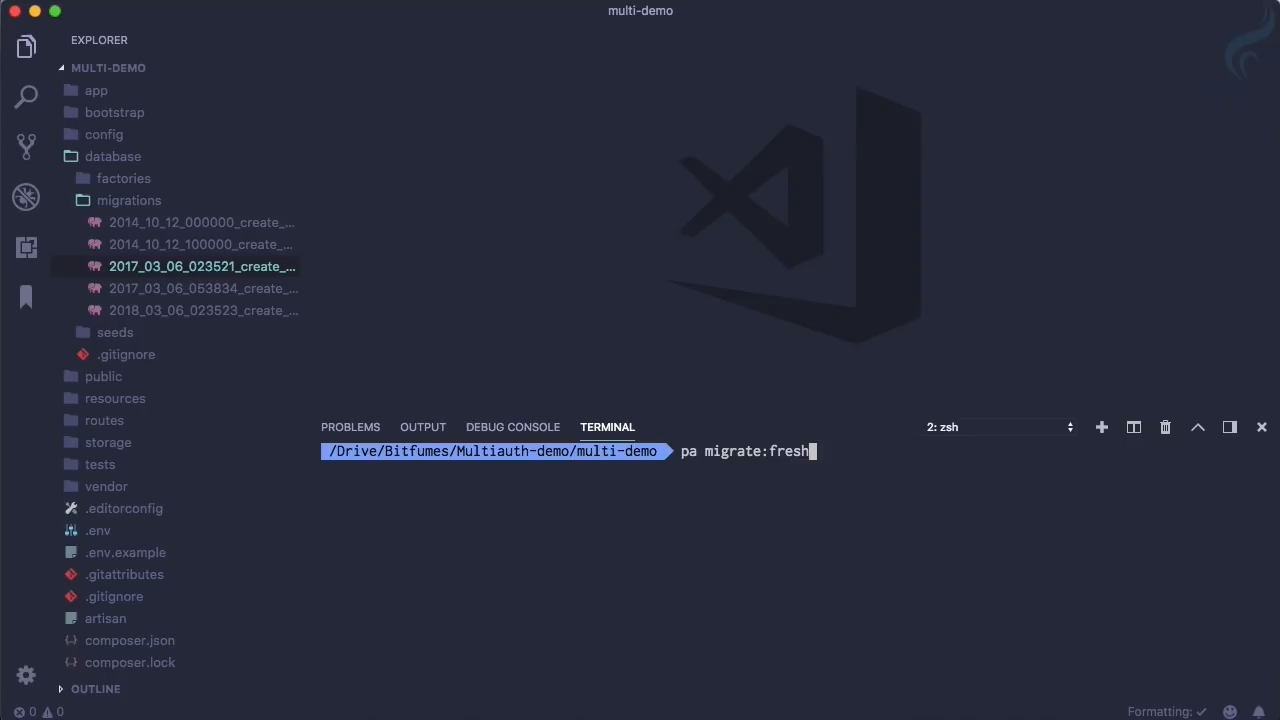 multi-demo
EXPLORER
MULTI-DEMO
app
bootstrap
config
database
factories
migrations
2014_10_12_000000_create_...
2014_10_12_100000_create_...
2017_03_06_023521_create_...
2017_03_06_053834_create_...
2018_03_06_023523_create_...
seeds
.gitignore
public
resources
routes
storage
tests
vendor
.editorconfig
.env
.env.example
.gitattributes
.gitignore
artisan
composer.json
composer.lock
OUTLINE
PROBLEMS OUTPUT DEBUG CONSOLE TERMINAL 2: zsh
/Drive/Bitfumes/Multiauth-demo/multi-demo pa migrate:fresh
0 0 Formatting: ✓